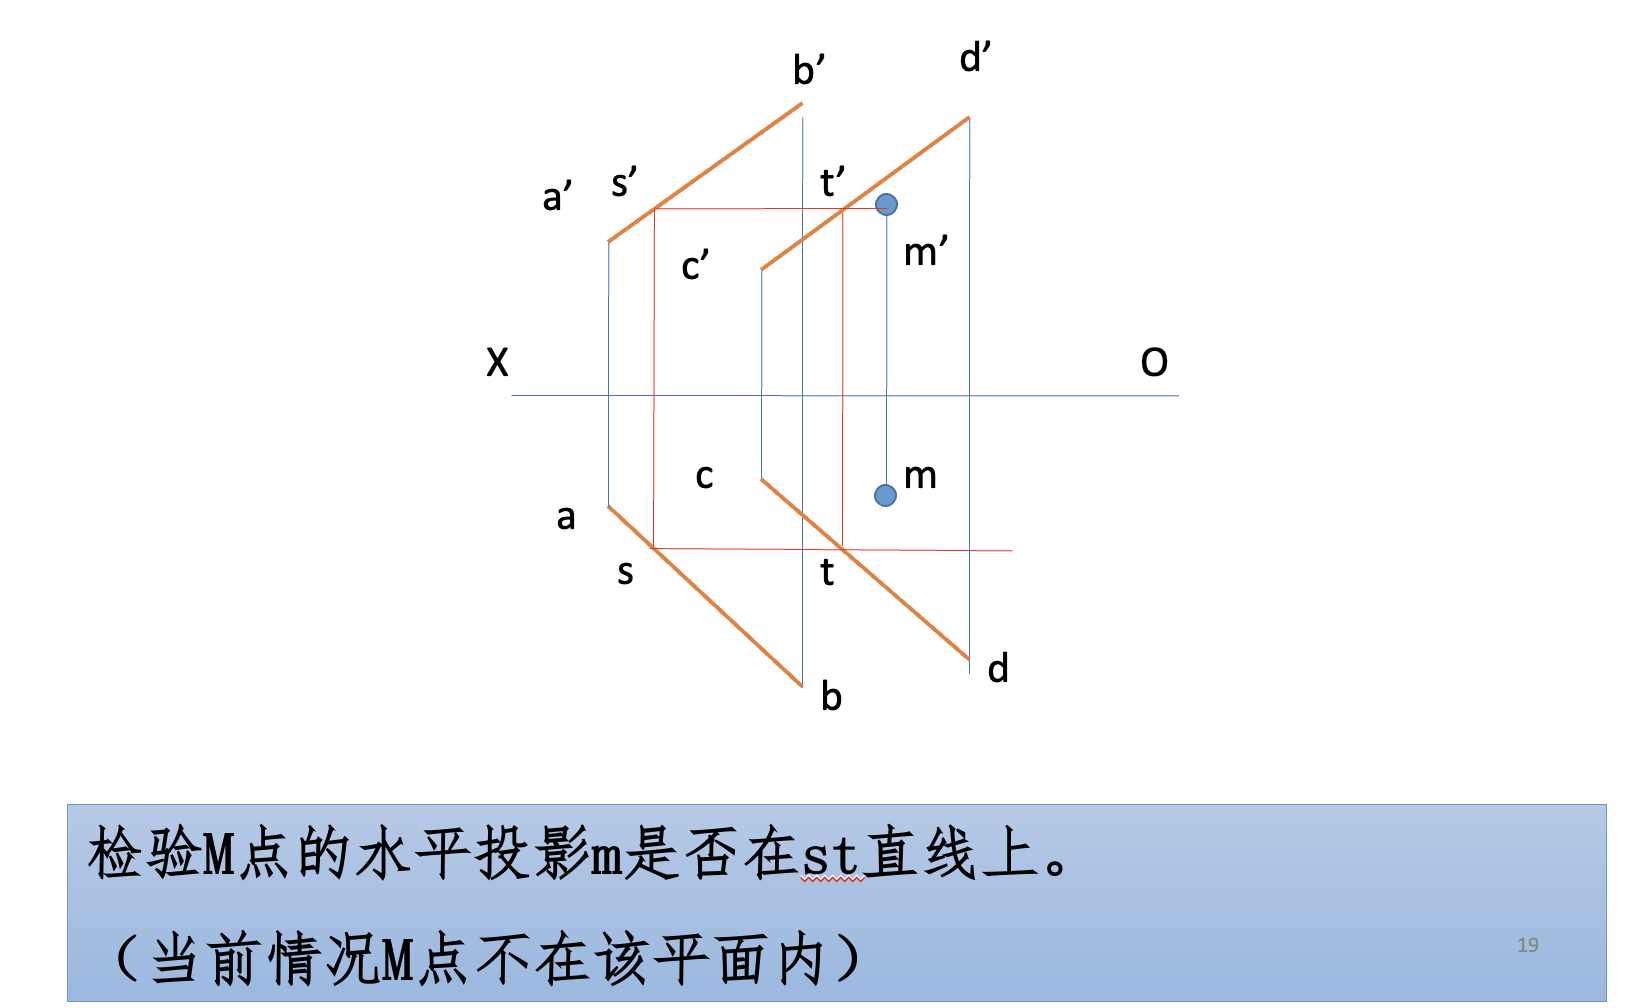 b’
d’
a’
s’
t’
c’
m’
X
O
c
m
a
s
t
b
d
检验M点的水平投影m是否在st直线上。
（当前情况M点不在该平面内）
19